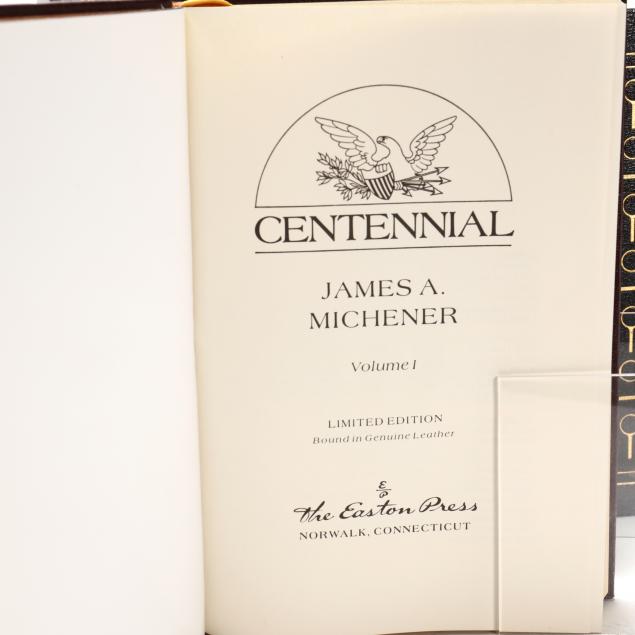 CENTENNIAL
JAMES A.
MICHENER
Volume I
LIMITED EDITION
Bound in Genuine Leather
E
P
The Easton Press
NORWALK, CONNECTICUT